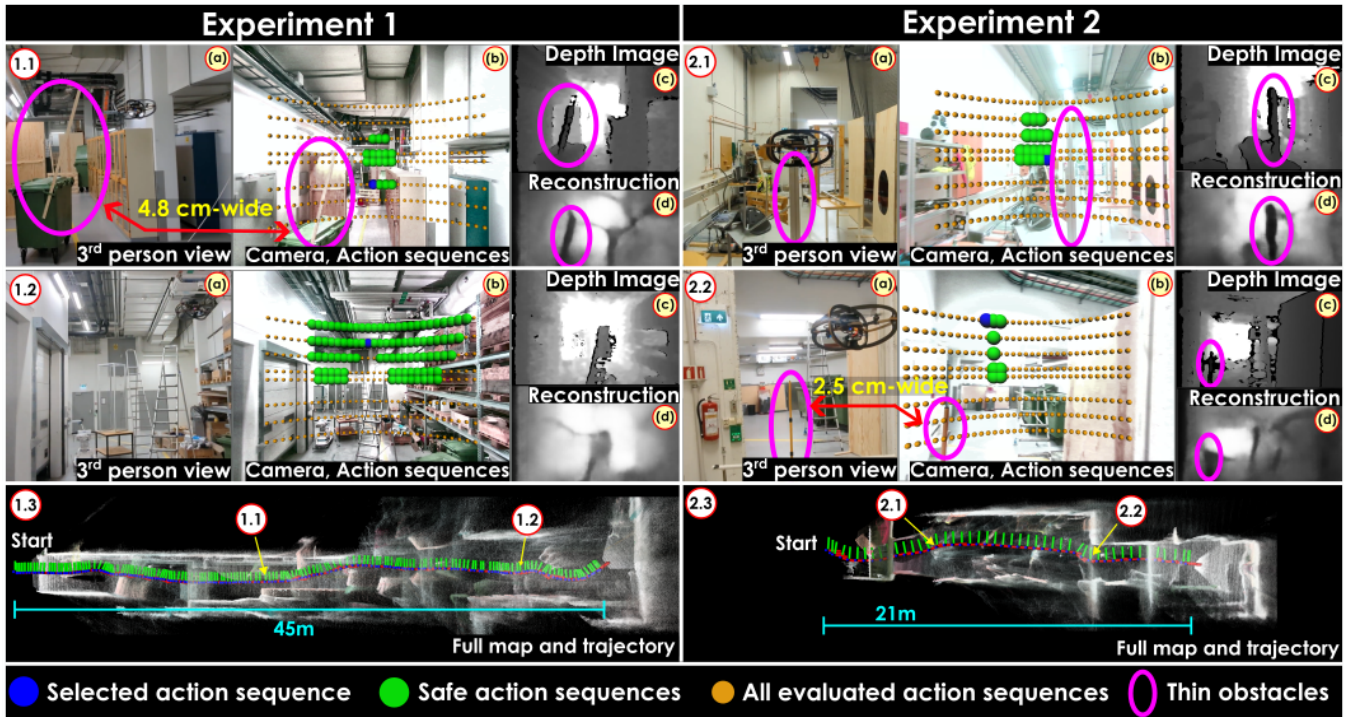 Experiment 1
Experiment 2
1.1
(a)
(b)
Depth Image
(c)
4.8 cm-wide
Reconstruction
(d)
3rd person view
Camera, Action sequences
2.1
(a)
(b)
Depth Image
(c)
Reconstruction
(d)
3rd person view
Camera, Action sequences
1.2
(a)
(b)
Depth Image
(c)
Reconstruction
(d)
3rd person view
Camera, Action sequences
2.2
(a)
(b)
Depth Image
(c)
2.5 cm-wide
Reconstruction
(d)
3rd person view
Camera, Action sequences
1.3
Start
1.1
1.2
45m
Full map and trajectory
2.3
Start
2.1
2.2
21m
Full map and trajectory
Selected action sequence
Safe action sequences
All evaluated action sequences
Thin obstacles